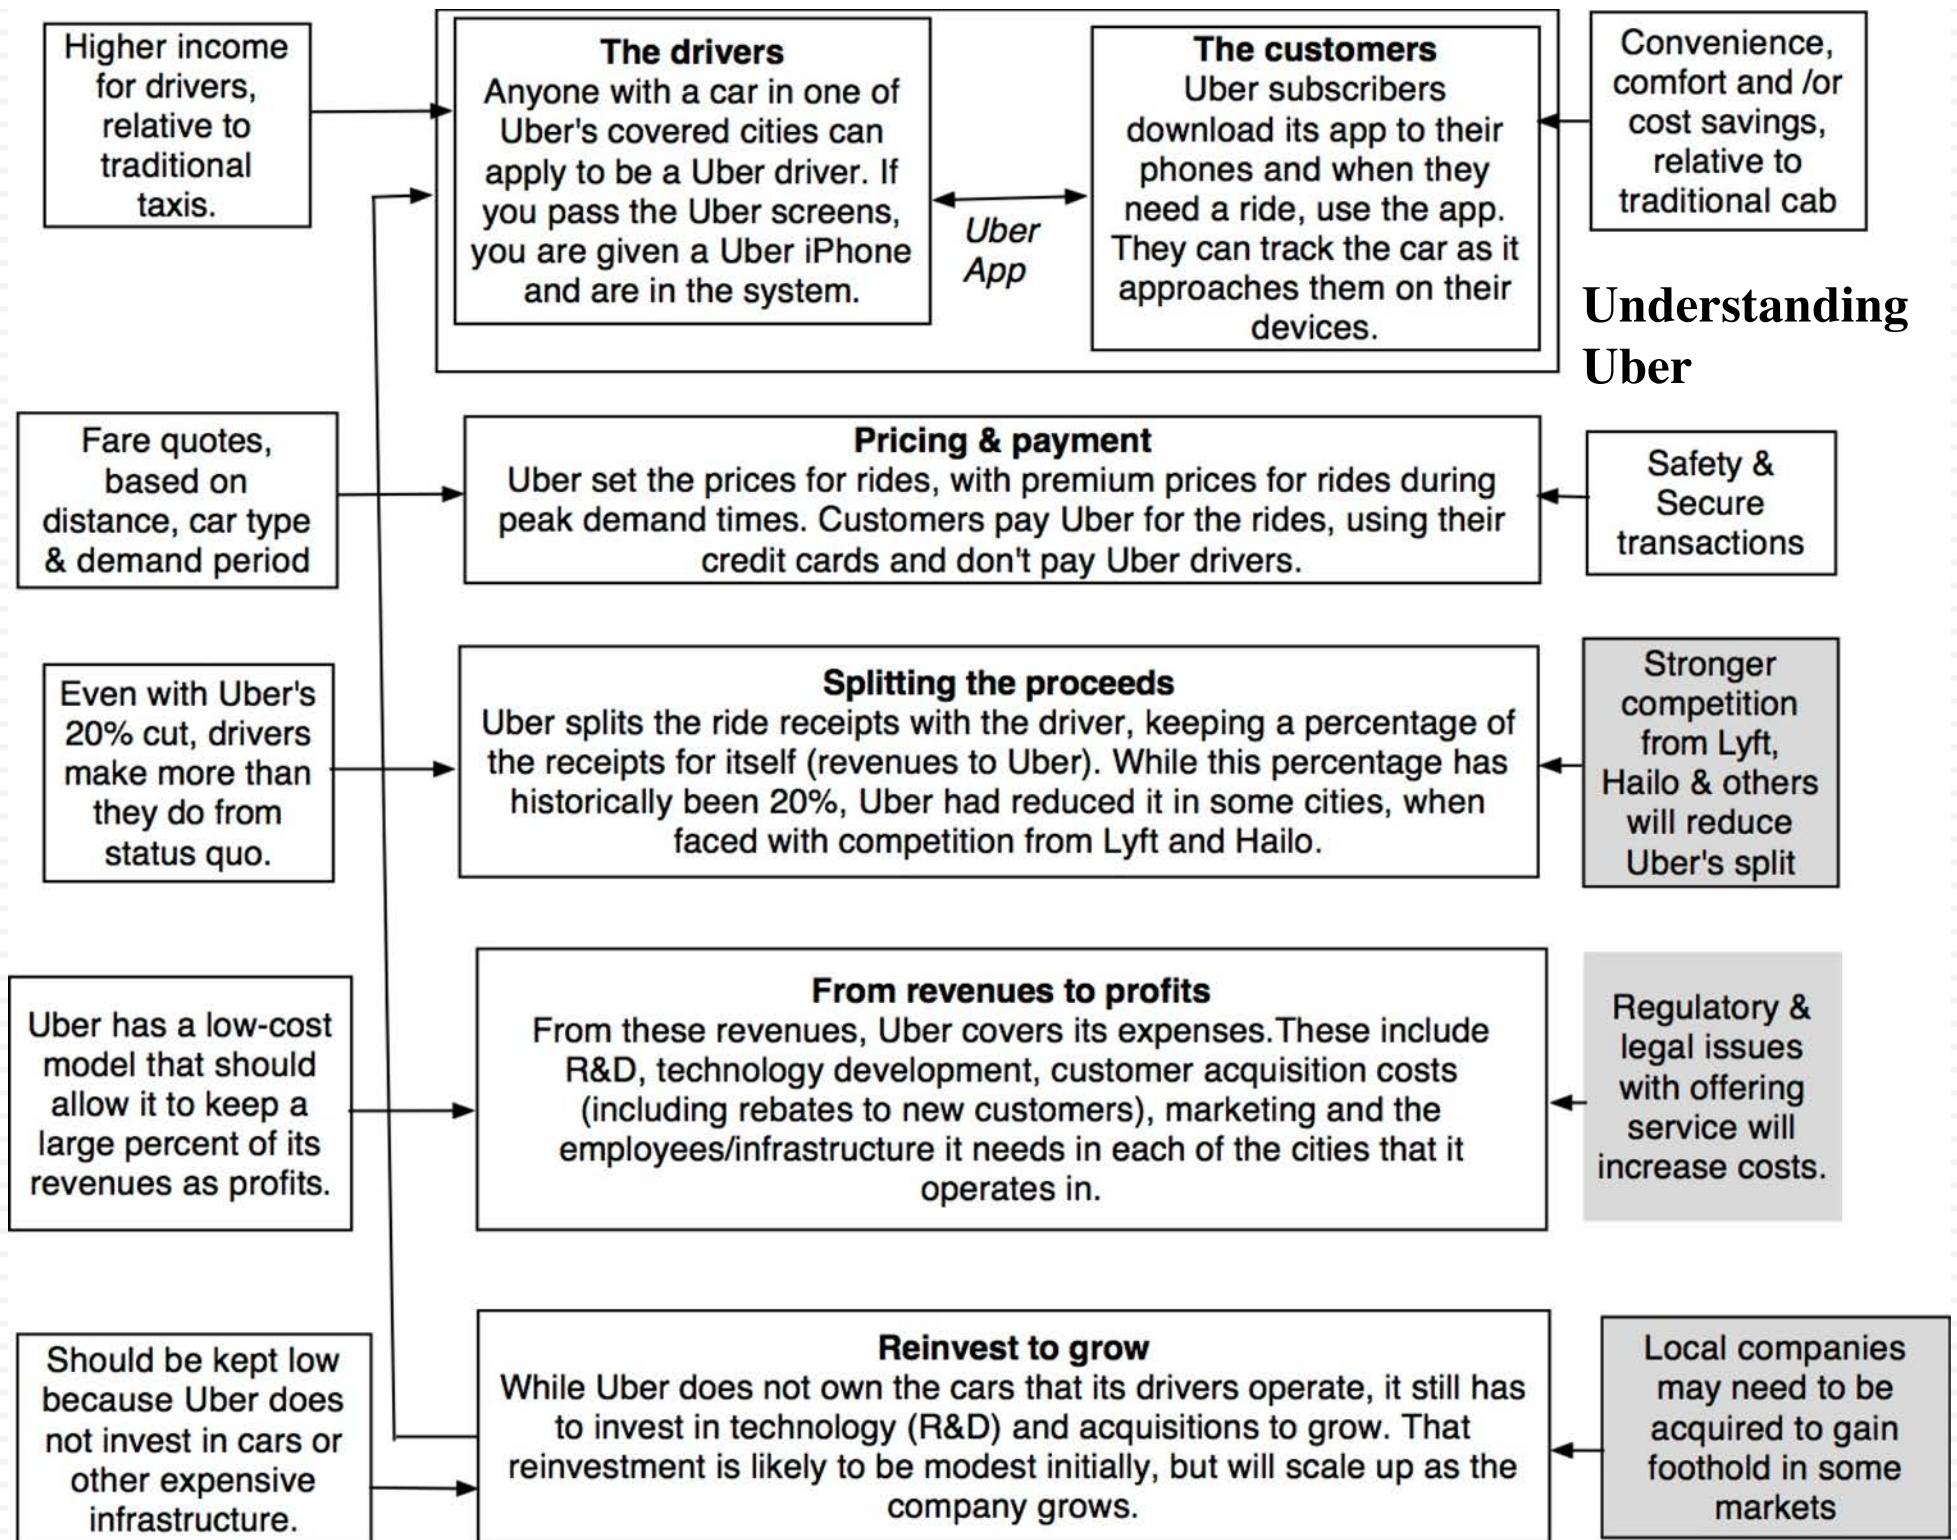 Higher income
for drivers,
relative to
traditional
taxis.
The drivers
Anyone with a car in one of
Uber's covered cities can
apply to be a Uber driver. If
you pass the Uber screens,
you are given a Uber iPhone
and are in the system.
Uber
App
The customers
Uber subscribers
download its app to their
phones and when they
need a ride, use the app.
They can track the car as it
approaches them on their
devices.
Convenience,
comfort and /or
cost savings,
relative to
traditional cab
Understanding
Uber
Fare quotes,
based on
distance, car type
& demand period
Pricing & payment
Uber set the prices for rides, with premium prices for rides during
peak demand times. Customers pay Uber for the rides, using their
credit cards and don't pay Uber drivers.
Safety &
Secure
transactions
Even with Uber's
20% cut, drivers
make more than
they do from
status quo.
Splitting the proceeds
Uber splits the ride receipts with the driver, keeping a percentage of
the receipts for itself (revenues to Uber). While this percentage has
historically been 20%, Uber had reduced it in some cities, when
faced with competition from Lyft and Hailo.
Stronger
competition
from Lyft,
Hailo & others
will reduce
Uber's split
Uber has a low-cost
model that should
allow it to keep a
large percent of its
revenues as profits.
From revenues to profits
From these revenues, Uber covers its expenses.These include
R&D, technology development, customer acquisition costs
(including rebates to new customers), marketing and the
employees/infrastructure it needs in each of the cities that it
operates in.
Regulatory &
legal issues
with offering
service will
increase costs.
Should be kept low
because Uber does
not invest in cars or
other expensive
infrastructure.
Reinvest to grow
While Uber does not own the cars that its drivers operate, it still has
to invest in technology (R&D) and acquisitions to grow. That
reinvestment is likely to be modest initially, but will scale up as the
company grows.
Local companies
may need to be
acquired to gain
foothold in some
markets